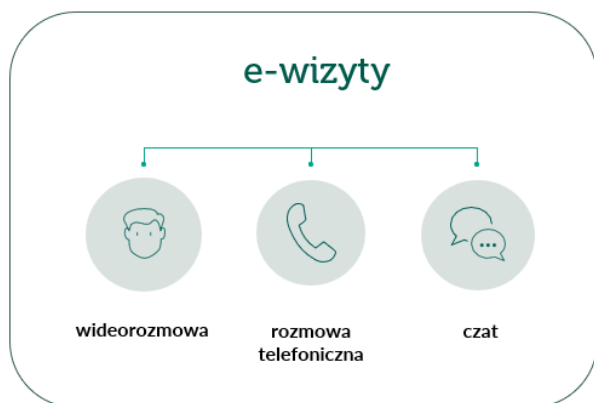 e-wizyty
wideorozmowa
rozmowa
telefoniczna
czat